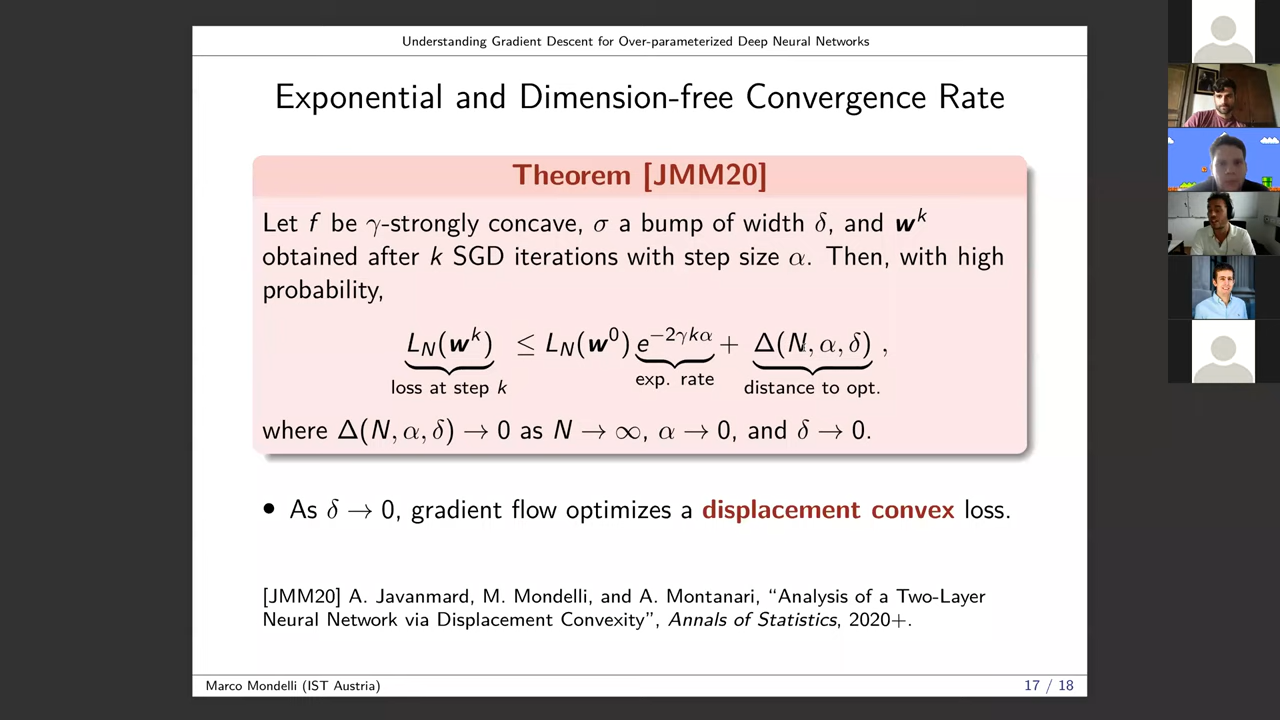 Understanding Gradient Descent for Over-parameterized Deep Neural Networks
Exponential and Dimension-free Convergence Rate
Theorem [JMM20]
Let f be γ-strongly concave, σ a bump of width δ, and w^k
obtained after k SGD iterations with step size α. Then, with high
probability,
L_N(w^k) ≤ L_N(w^0) e^{−2γkα} + Δ(N, α, δ) ,
loss at step k exp. rate distance to opt.
where Δ(N, α, δ) → 0 as N → ∞, α → 0, and δ → 0.
• As δ → 0, gradient flow optimizes a displacement convex loss.
[JMM20] A. Javanmard, M. Mondelli, and A. Montanari, “Analysis of a Two-Layer
Neural Network via Displacement Convexity”, Annals of Statistics, 2020+.
Marco Mondelli (IST Austria) 17 / 18